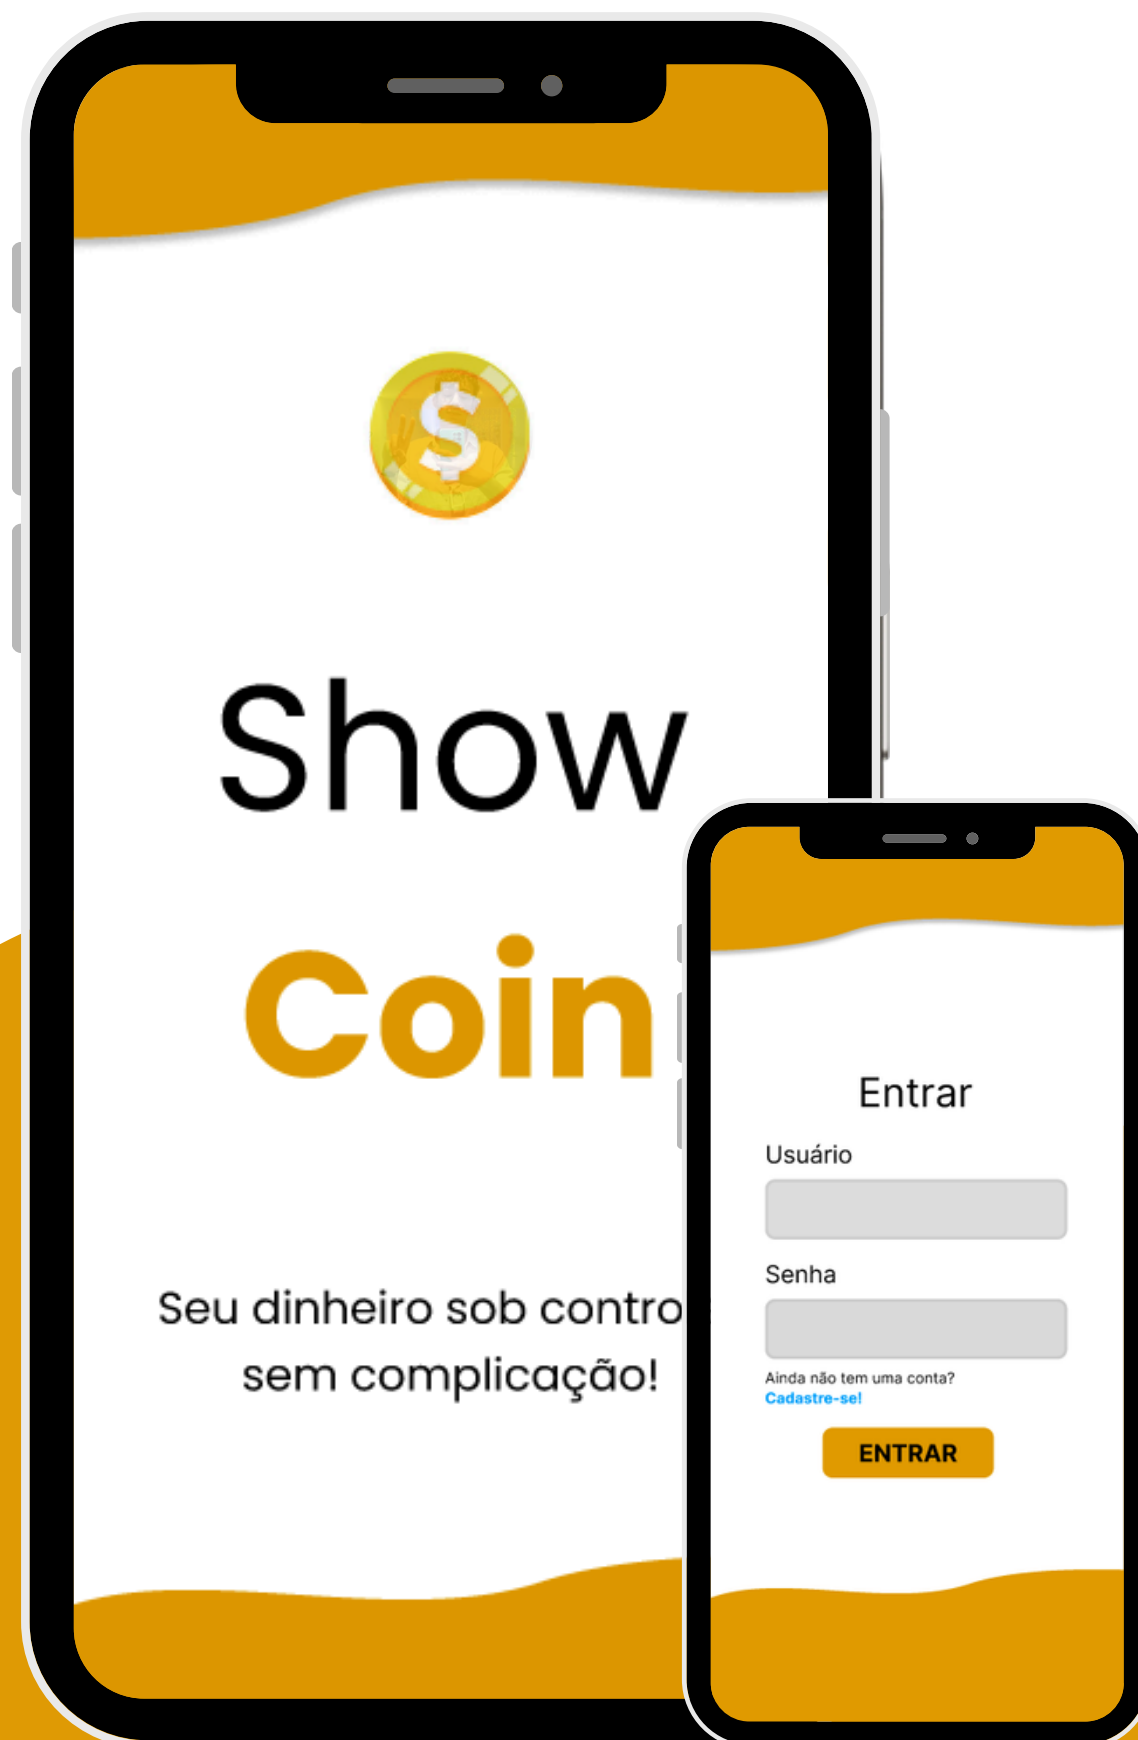 $
Show
Coin
Seu dinheiro sob contro
sem complicação!
Entrar
Usuário
Senha
Ainda não tem uma conta?
Cadastre-se!
ENTRAR